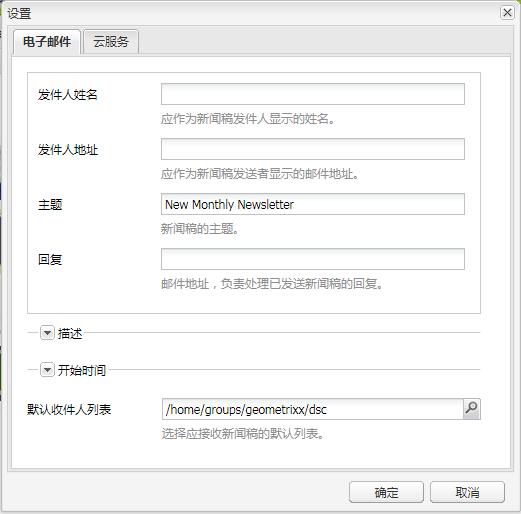 设置
电子邮件 云服务
发件人姓名
应作为新闻稿发件人显示的姓名。
发件人地址
应作为新闻稿发送者显示的邮件地址。
主题 New Monthly Newsletter
新闻稿的主题。
回复
邮件地址，负责处理已发送新闻稿的回复。
描述
开始时间
默认收件人列表 /home/groups/geometrixx/dsc
选择应接收新闻稿的默认列表。
确定 取消